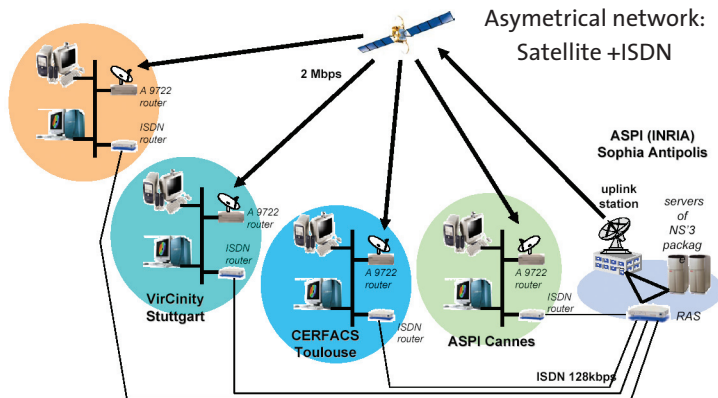 Asymetrical network:
Satellite +ISDN
2 Mbps
A 9722
router
ISDN
router
A 9722
router
ISDN
router
VirCinity
Stuttgart
A 9722
router
ISDN
router
CERFACS
Toulouse
A 9722
router
ISDN
router
ASPI Cannes
ASPI (INRIA)
Sophia Antipolis
uplink
station
servers
of
NS'3
packag
e
RAS
ISDN 128kbps